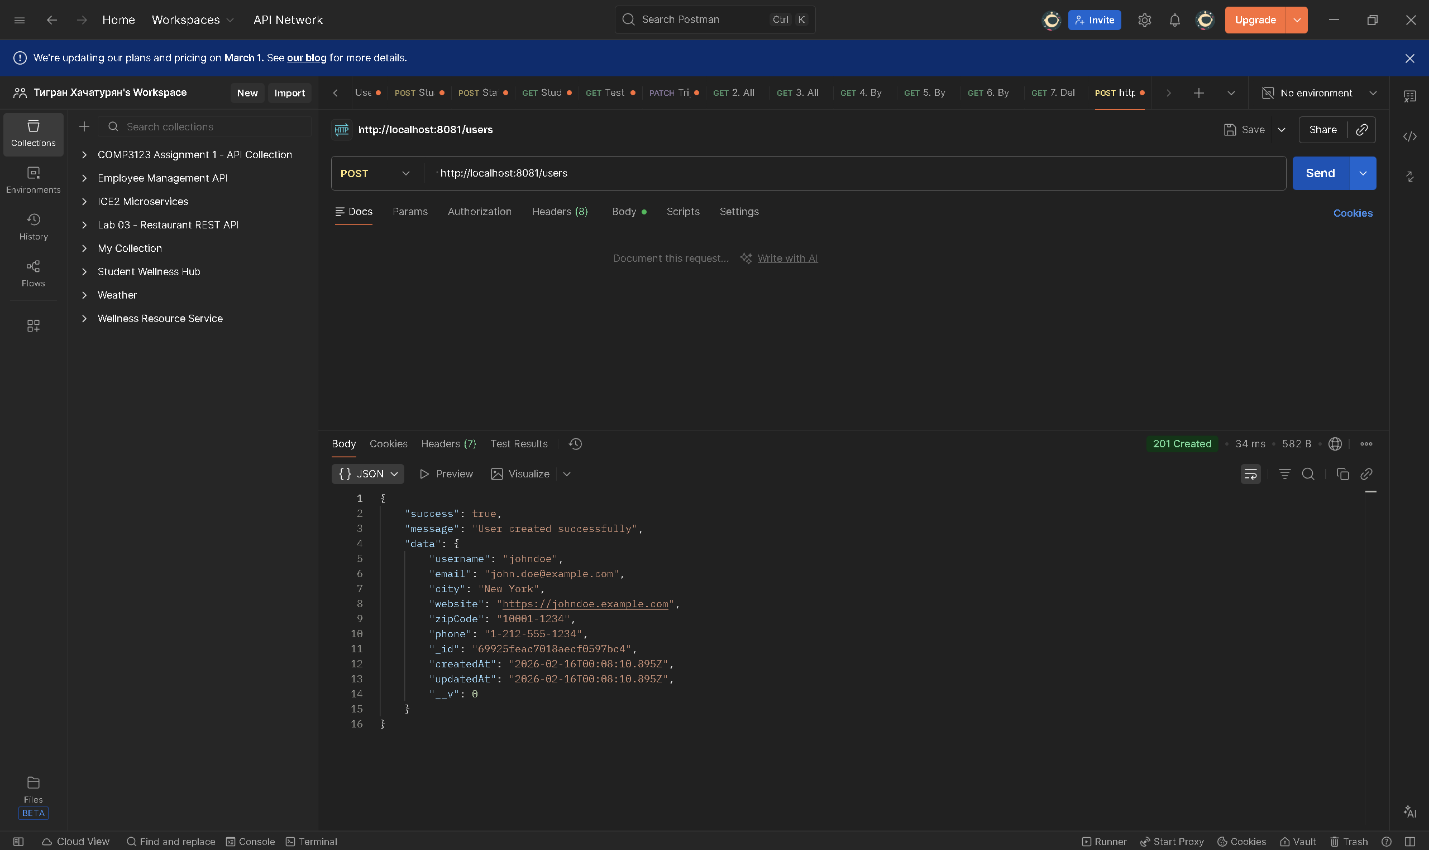 Home Workspaces API Network Search Postman Ctrl K Invite Upgrade
We're updating our plans and pricing on March 1. See our blog for more details.
Тигран Хачатурян's Workspace New Import
Use POST Stu POST Sta GET Stud GET Test PATCH Tri GET 2. All GET 3. All GET 4. By GET 5. By GET 6. By GET 7. Del POST http No environment
Collections
Environments
History
Flows
Files
BETA
Search collections
COMP3123 Assignment 1 - API Collection
Employee Management API
ICE2 Microservices
Lab 03 - Restaurant REST API
My Collection
Student Wellness Hub
Weather
Wellness Resource Service
HTTP http://localhost:8081/users Save Share
POST http://localhost:8081/users Send
Docs Params Authorization Headers (8) Body Scripts Settings Cookies
Document this request... Write with AI
Body Cookies Headers (7) Test Results 201 Created 34 ms 582 B
{ } JSON Preview Visualize
1 {
2 "success": true,
3 "message": "User created successfully",
4 "data": {
5 "username": "johndoe",
6 "email": "john.doe@example.com",
7 "city": "New York",
8 "website": "https://johndoe.example.com",
9 "zipCode": "10001-1234",
10 "phone": "1-212-555-1234",
11 "_id": "69925feac7018aecf0597bc4",
12 "createdAt": "2026-02-16T00:08:10.895Z",
13 "updatedAt": "2026-02-16T00:08:10.895Z",
14 "__v": 0
15 }
16 }
AI
Cloud View Find and replace Console Terminal Runner Start Proxy Cookies Vault Trash